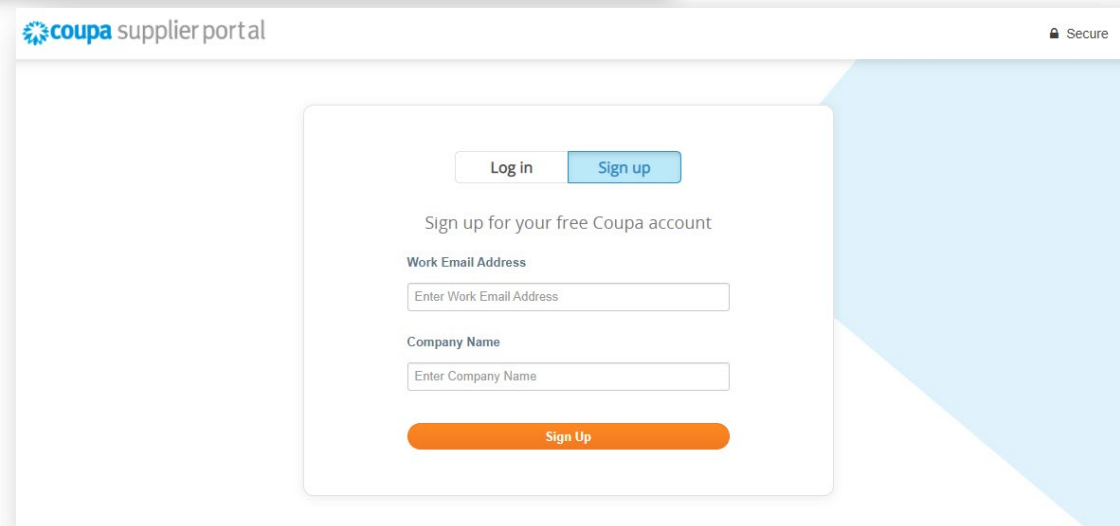 coupa supplier portal
Secure
Log in
Sign up
Sign up for your free Coupa account
Work Email Address
Enter Work Email Address
Company Name
Enter Company Name
Sign Up